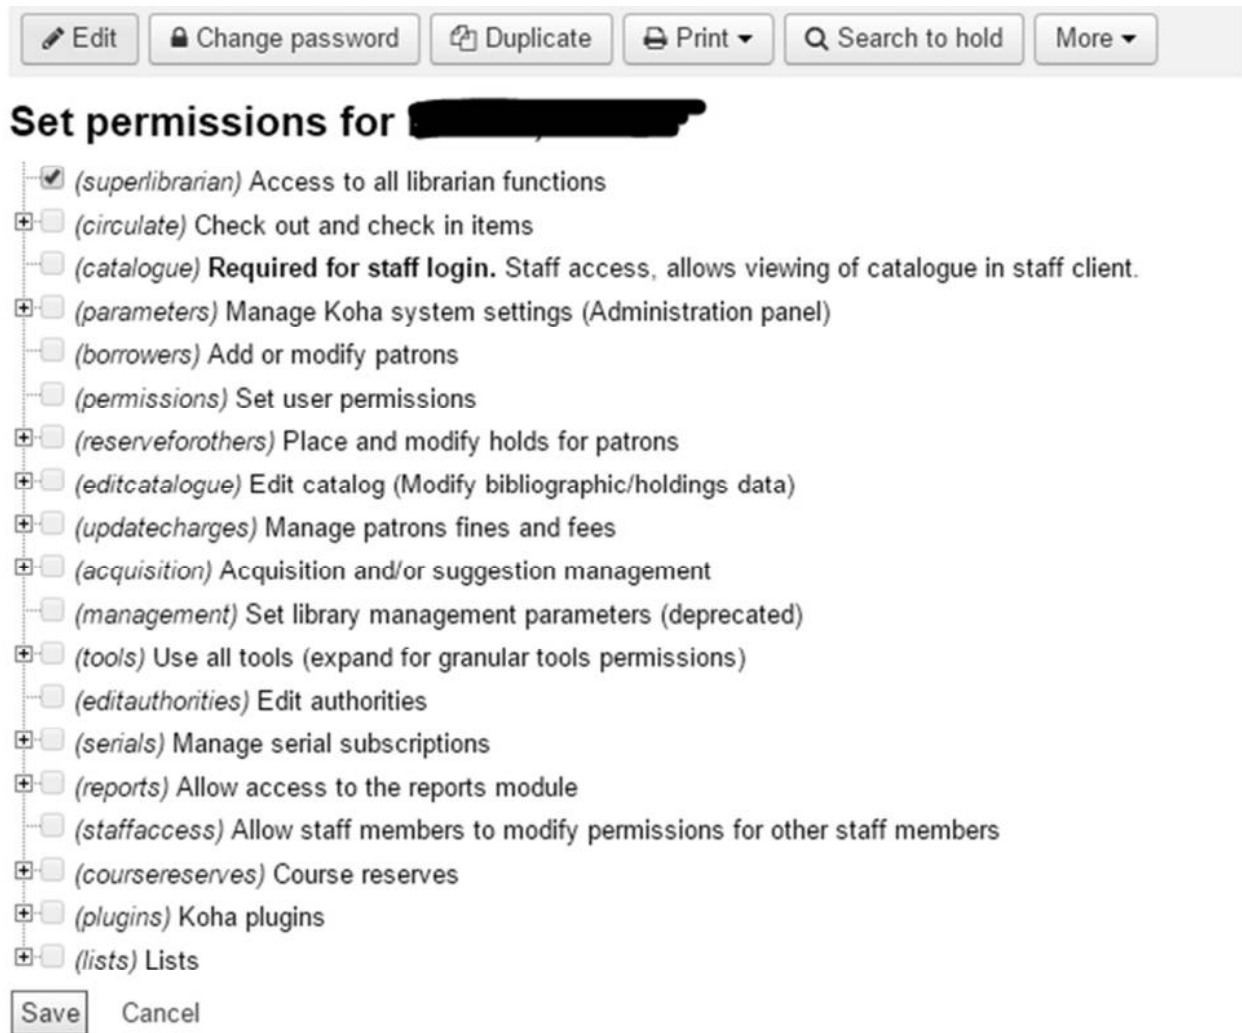 Edit Change password Duplicate Print Search to hold More
Set permissions for
(superlibrarian) Access to all librarian functions
(circulate) Check out and check in items
(catalogue) Required for staff login. Staff access, allows viewing of catalogue in staff client.
(parameters) Manage Koha system settings (Administration panel)
(borrowers) Add or modify patrons
(permissions) Set user permissions
(reserveforothers) Place and modify holds for patrons
(editcatalogue) Edit catalog (Modify bibliographic/holdings data)
(updatecharges) Manage patrons fines and fees
(acquisition) Acquisition and/or suggestion management
(management) Set library management parameters (deprecated)
(tools) Use all tools (expand for granular tools permissions)
(editauthorities) Edit authorities
(serials) Manage serial subscriptions
(reports) Allow access to the reports module
(staffaccess) Allow staff members to modify permissions for other staff members
(coursereserves) Course reserves
(plugins) Koha plugins
(lists) Lists
Save Cancel